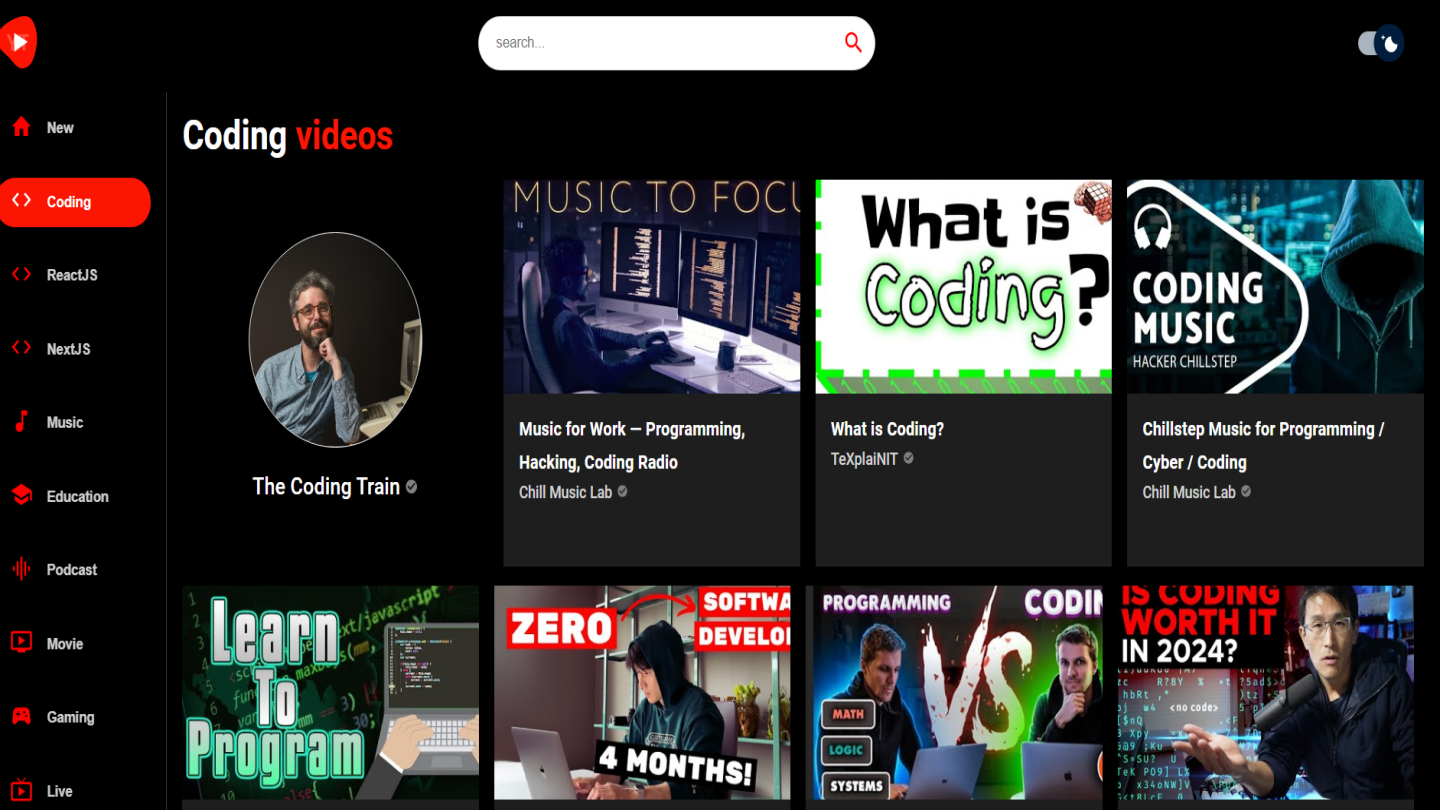 search...
New
Coding
ReactJS
NextJS
Music
Education
Podcast
Movie
Gaming
Live
Coding videos
The Coding Train
MUSIC TO FOCU
Music for Work — Programming,
Hacking, Coding Radio
Chill Music Lab
What is
Coding?
What is Coding?
TeXplaiNIT
CODING
MUSIC
HACKER CHILLSTEP
Chillstep Music for Programming /
Cyber / Coding
Chill Music Lab
Learn
To
Program
ZERO
SOFTWA
DEVELOP
4 MONTHS!
PROGRAMMING
CODIN
VS
MATH
LOGIC
SYSTEMS
IS CODING
WORTH IT
IN 2024?
<no code>